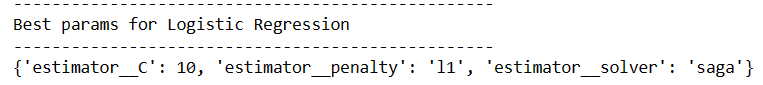 --------------------------------------------------
Best params for Logistic Regression
--------------------------------------------------
{'estimator__C': 10, 'estimator__penalty': 'l1', 'estimator__solver': 'saga'}